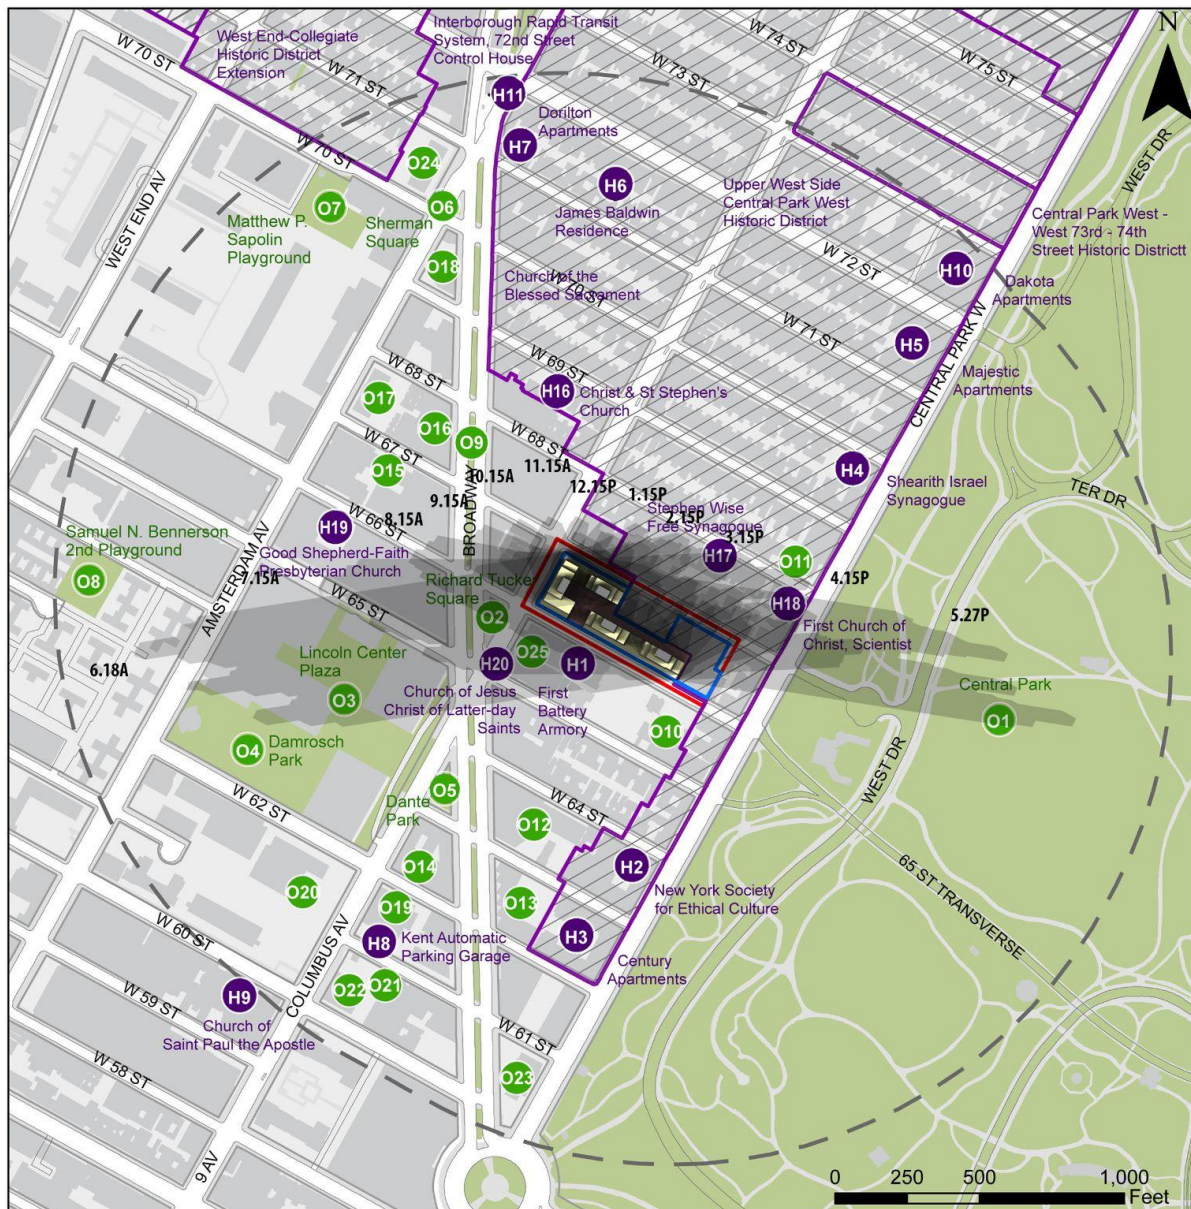 N
W 70 ST
West End-Collegiate
Historic District
Extension
W 71 ST
Interborough Rapid Transit
System, 72nd Street
Control House
W 74 ST
W 73 ST
W 75 ST
H11
Dorilton
Apartments
H7
WEST DR
W 70 ST
O24
H6
James Baldwin
Residence
Upper West Side
Central Park West
Historic District
WEST END AV
O7
O6
Matthew P.
Sapolin
Playground
Sherman
Square
Central Park West -
West 73rd - 74th
Street Historic Districtt
O18
W 72 ST
H10
Dakota
Apartments
Church of the
Blessed Sacrament
W 70 ST
W 71 ST
CENTRAL PARK W
H5
Majestic
Apartments
W 69 ST
W 68 ST
H16
Christ & St Stephen's
Church
O17
O16
W 67 ST
O9
W 68 ST
O15
10.15A
11.15A
12.15P
H4
Shearith Israel
Synagogue
TER DR
9.15A
1.15P
Stephen Wise
Free Synagogue
2.15P
3.15P
8.15A
W 66 ST
BROADWAY
H19
Good Shepherd-Faith
Presbyterian Church
Samuel N. Bennerson
2nd Playground
O8
AMSTERDAM AV
7.15A
H17
O11
4.15P
W 65 ST
Richard Tucker
Square
O2
H18
First Church of
Christ, Scientist
5.27P
Lincoln Center
Plaza
O25
H20
H1
6.18A
O3
Church of Jesus
Christ of Latter-day
Saints
First
Battery
Armory
Central Park
O1
O10
O4
Damrosch
Park
WEST DR
Dante
Park
O5
W 62 ST
W 64 ST
O12
O14
H2
New York Society
for Ethical Culture
65 ST TRANSVERSE
O20
O19
O13
COLUMBUS AV
W 60 ST
H8
Kent Automatic
Parking Garage
H3
Century
Apartments
O22
O21
H9
Church of
Saint Paul the Apostle
W 59 ST
W 61 ST
W 58 ST
O23
9 AV
0 250 500 1,000
Feet